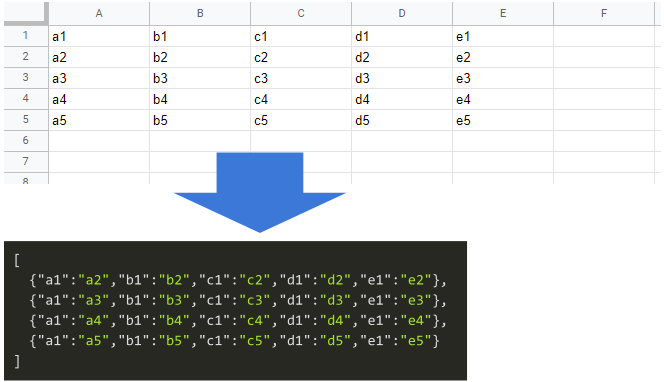 A B C D E F
1 a1 b1 c1 d1 e1
2 a2 b2 c2 d2 e2
3 a3 b3 c3 d3 e3
4 a4 b4 c4 d4 e4
5 a5 b5 c5 d5 e5
6
7
8
[
{"a1":"a2","b1":"b2","c1":"c2","d1":"d2","e1":"e2"},
{"a1":"a3","b1":"b3","c1":"c3","d1":"d3","e1":"e3"},
{"a1":"a4","b1":"b4","c1":"c4","d1":"d4","e1":"e4"},
{"a1":"a5","b1":"b5","c1":"c5","d1":"d5","e1":"e5"}
]